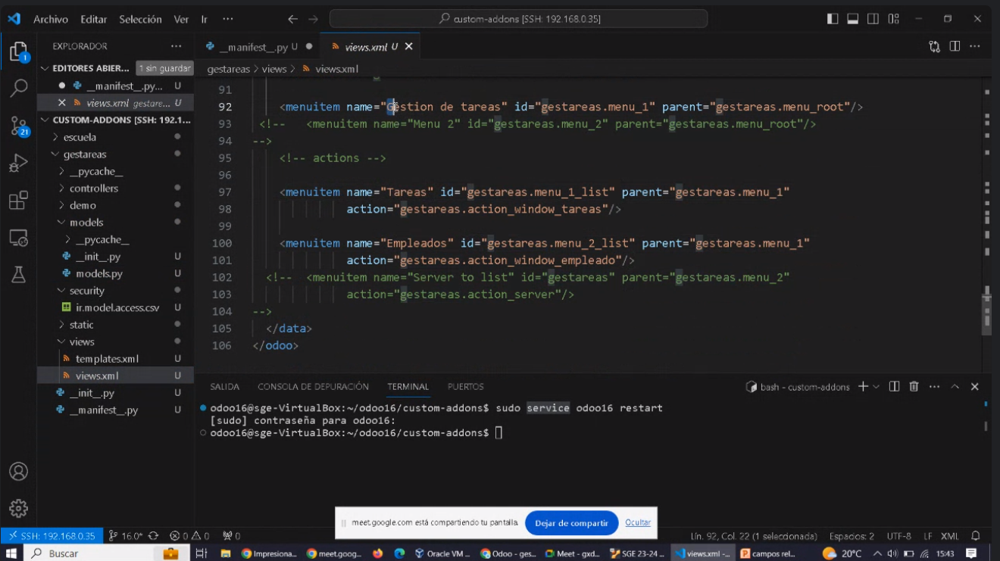 Archivo Editar Selección Ver Ir ··· custom-addons [SSH: 192.168.0.35]
EXPLORADOR ···
EDITORES ABIER... 1 sin guardar
__manifest__.py... U
views.xml gestare... U
CUSTOM-ADDONS [SSH: 192.1...
escuela
gestareas
__pycache__
controllers
demo
models
__pycache__
__init__.py U
models.py U
security
ir.model.access.csv U
static
views
templates.xml U
views.xml U
__init__.py U
__manifest__.py U
1
21
__manifest__.py U
views.xml U
gestareas > views > views.xml
91
92 <menuitem name="Gestion de tareas" id="gestareas.menu_1" parent="gestareas.menu_root"/>
93 <!-- <menuitem name="Menu 2" id="gestareas.menu_2" parent="gestareas.menu_root"/>
94 -->
95 <!-- actions -->
96
97 <menuitem name="Tareas" id="gestareas.menu_1_list" parent="gestareas.menu_1"
98 action="gestareas.action_window_tareas"/>
99
100 <menuitem name="Empleados" id="gestareas.menu_2_list" parent="gestareas.menu_1"
101 action="gestareas.action_window_empleado"/>
102 <!-- <menuitem name="Server to list" id="gestareas" parent="gestareas.menu_2"
103 action="gestareas.action_server"/>
104 -->
105 </data>
106 </odoo>
SALIDA CONSOLA DE DEPURACIÓN TERMINAL PUERTOS bash - custom-addons
odoo16@sge-VirtualBox:~/odoo16/custom-addons$ sudo service odoo16 restart
[sudo] contraseña para odoo16:
odoo16@sge-VirtualBox:~/odoo16/custom-addons$
meet.google.com está compartiendo tu pantalla. Dejar de compartir Ocultar
SSH: 192.168.0.35 16.0* 0 0 0 Lín. 92, Col. 22 (1 seleccionada) Espacios: 2 UTF-8 LF XML
Buscar Impresiona... meet.goog... Oracle VM ... Odoo - ges... Meet - gxd... SGE 23-24 ... views.xml -... campos rel... 20°C 15:43